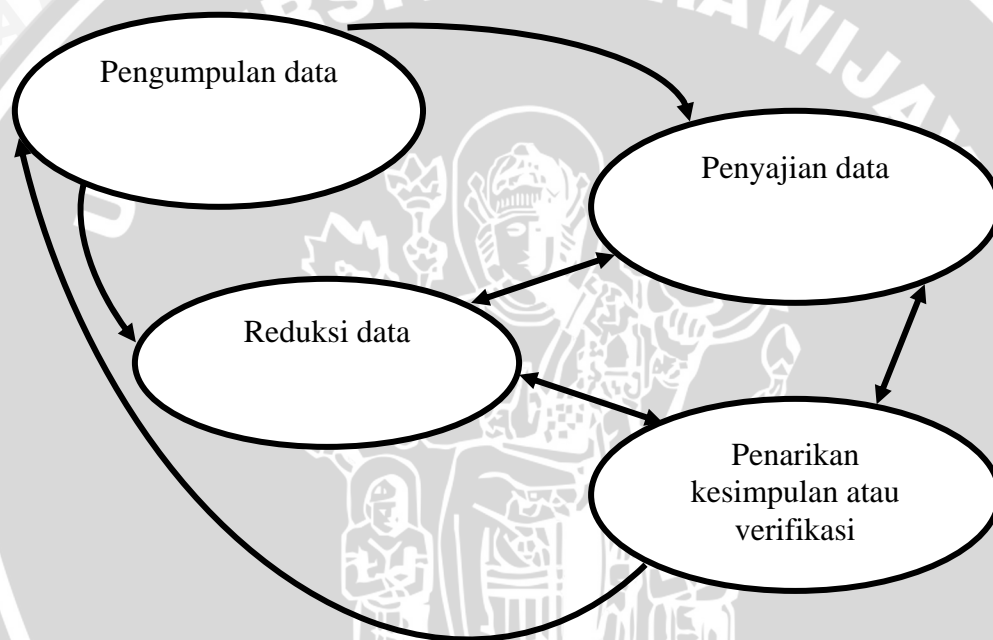 Pengumpulan data
Penyajian data
Reduksi data
Penarikan
kesimpulan atau
verifikasi